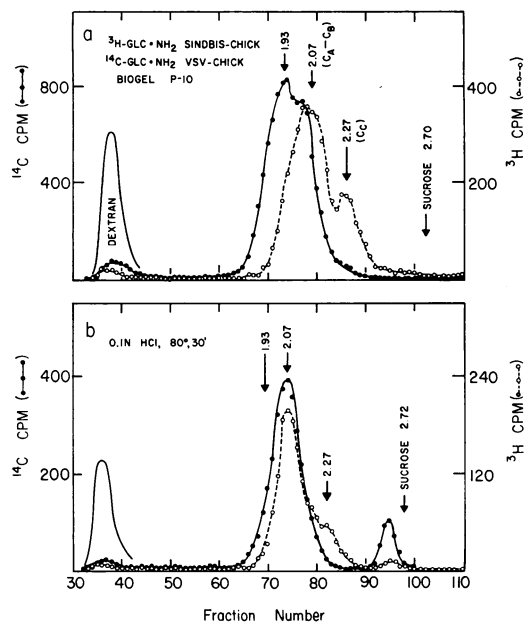 a
³H-GLC•NH₂ SINDBIS-CHICK
¹⁴C-GLC•NH₂ VSV-CHICK
BIOGEL P-10
1.93
2.07
(C_A-C_B)
2.27
(C_C)
SUCROSE 2.70
DEXTRAN
¹⁴C CPM
800
400
³H CPM
400
200
b
0.1N HCl, 80°, 30'
1.93
2.07
2.27
SUCROSE 2.72
¹⁴C CPM
400
200
³H CPM
240
120
30 40 50 60 70 80 90 100 110
Fraction Number